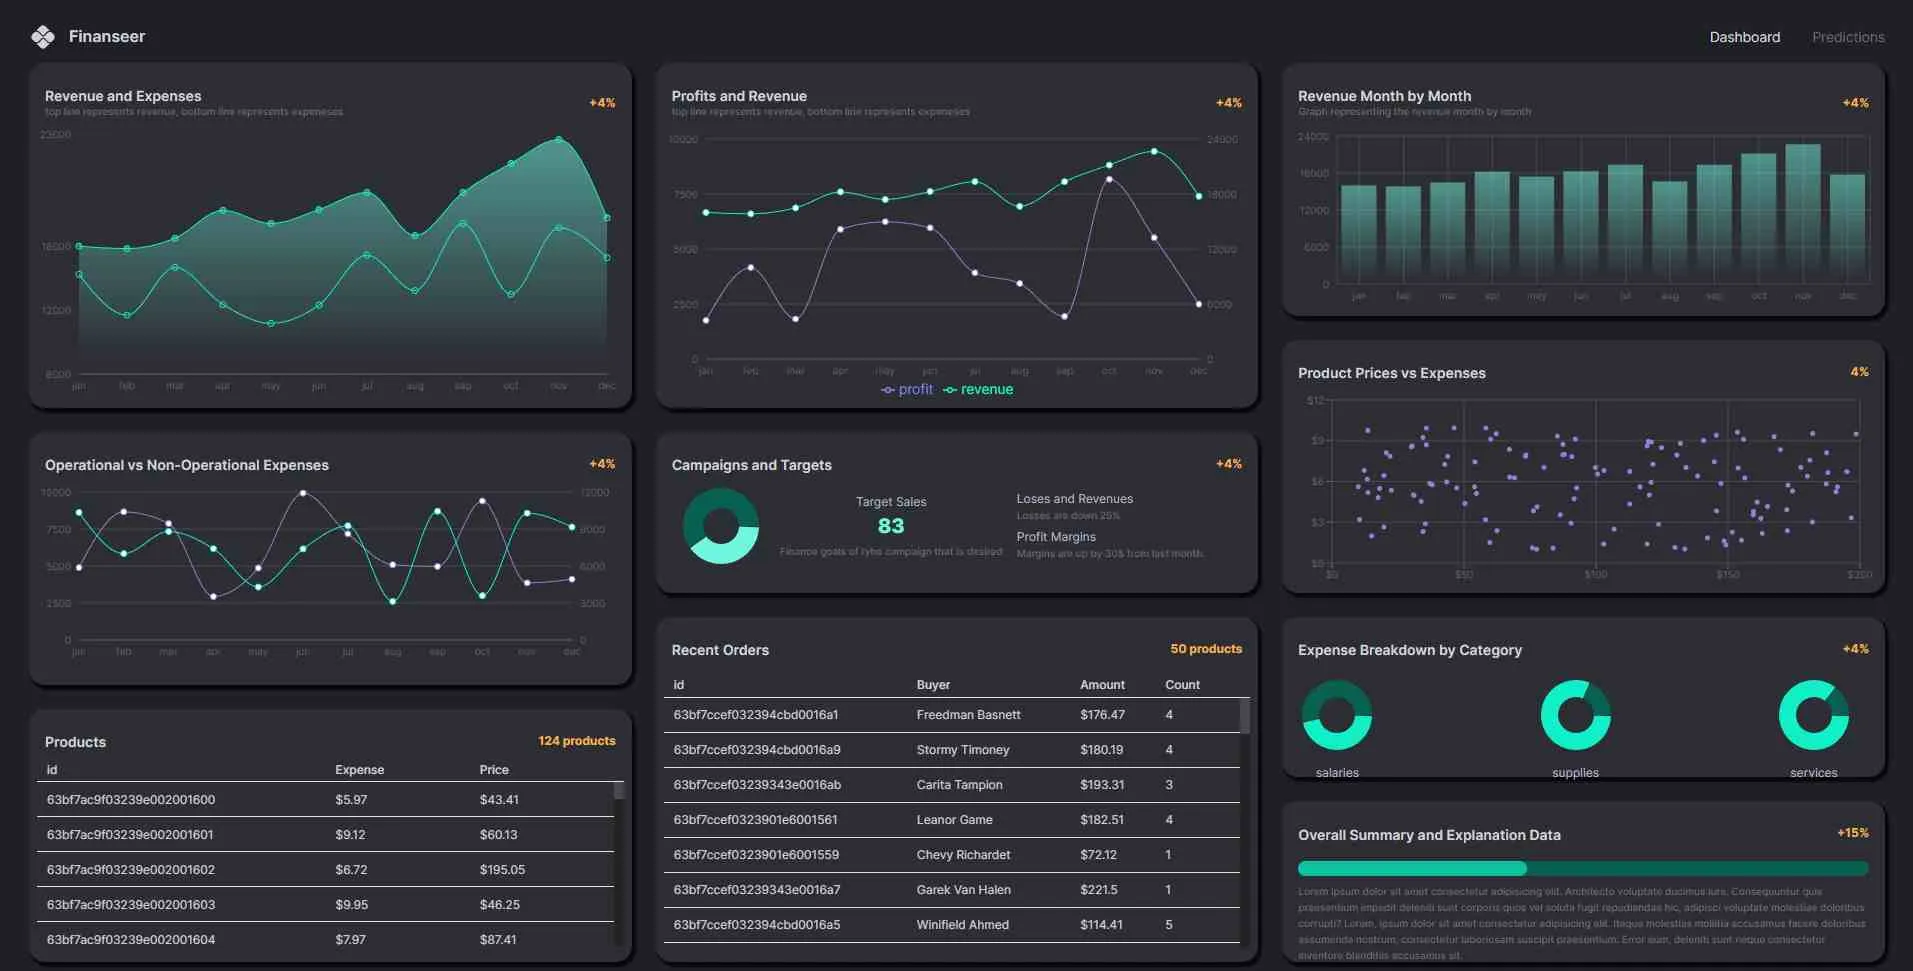 Finanseer
Dashboard
Predictions
Revenue and Expenses
top line represents revenue, bottom line represents expeneses
+4%
23000
18000
12000
8000
jan feb mar apr may jun jul aug sep oct nov dec
Profits and Revenue
top line represents revenue, bottom line represents expeneses
+4%
10000 24000
7500 18000
5000 12000
2500 6000
0 0
jan feb mar apr may jun jul aug sep oct nov dec
profit revenue
Revenue Month by Month
Graph representing the revenue month by month
+4%
24000
18000
12000
6000
0
jan feb mar apr may jun jul aug sep oct nov dec
Operational vs Non-Operational Expenses
+4%
10000 12000
7500 9000
5000 6000
2500 3000
0 0
jan feb mar apr may jun jul aug sep oct nov dec
Campaigns and Targets
+4%
Target Sales
83
Finance goals of tyhe campaign that is desired
Loses and Revenues
Losses are down 25%
Profit Margins
Margins are up by 30$ from last month.
Product Prices vs Expenses
4%
$12
$9
$6
$3
$0
$0 $50 $100 $150 $200
Products
124 products
id Expense Price
63bf7ac9f03239e002001600 $5.97 $43.41
63bf7ac9f03239e002001601 $9.12 $60.13
63bf7ac9f03239e002001602 $6.72 $195.05
63bf7ac9f03239e002001603 $9.95 $46.25
63bf7ac9f03239e002001604 $7.97 $87.41
Recent Orders
50 products
id Buyer Amount Count
63bf7ccef032394cbd0016a1 Freedman Basnett $176.47 4
63bf7ccef032394cbd0016a9 Stormy Timoney $180.19 4
63bf7ccef03239343e0016ab Carita Tampion $193.31 3
63bf7ccef0323901e6001561 Leanor Game $182.51 4
63bf7ccef0323901e6001559 Chevy Richardet $72.12 1
63bf7ccef03239343e0016a7 Garek Van Halen $221.5 1
63bf7ccef032394cbd0016a5 Winifield Ahmed $114.41 5
Expense Breakdown by Category
+4%
salaries supplies services
Overall Summary and Explanation Data
+15%
Lorem ipsum dolor sit amet consectetur adipisicing elit. Architecto voluptate ducimus iure. Consequuntur quis
praesentium impedit deleniti sunt corporis quos vel soluta fugit repudiandas hic, adipisci voluptate molestiae doloribus
corrupti? Lorem, ipsum dolor sit amet consectetur adipisicing elit. Itaque molestias mollitia accusamus facere doloribus
assumenda nostrum, consectetur laboriosam suscipit praesentium. Error eum, deleniti sunt neque consectetur
inventore blanditiis accusamus sit.